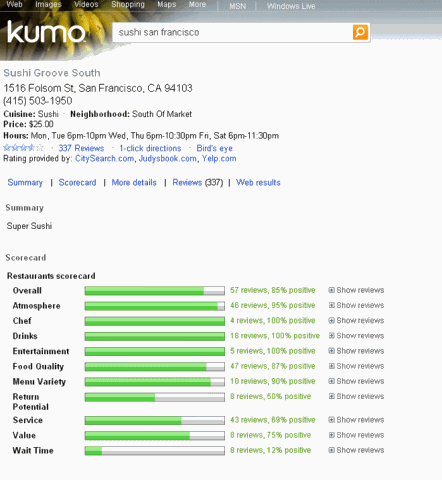 Web Images Videos Shopping Maps More | MSN | Windows Live
kumo
sushi san francisco
Sushi Groove South
1516 Folsom St, San Francisco, CA 94103
(415) 503-1950
Cuisine: Sushi · Neighborhood: South Of Market
Price: $25.00
Hours: Mon, Tue 6pm-10pm Wed, Thu 6pm-10:30pm Fri, Sat 6pm-11:30pm
· 337 Reviews · 1-click directions · Bird's eye
Rating provided by: CitySearch.com, Judysbook.com, Yelp.com
Summary | Scorecard | More details | Reviews (337) | Web results
Summary
Super Sushi
Scorecard
Restaurants scorecard
Overall 57 reviews, 85% positive Show reviews
Atmosphere 46 reviews, 95% positive Show reviews
Chef 4 reviews, 100% positive Show reviews
Drinks 16 reviews, 100% positive Show reviews
Entertainment 5 reviews, 100% positive Show reviews
Food Quality 47 reviews, 87% positive Show reviews
Menu Variety 10 reviews, 90% positive Show reviews
Return 8 reviews, 50% positive Show reviews
Potential
Service 43 reviews, 69% positive Show reviews
Value 8 reviews, 75% positive Show reviews
Wait Time 8 reviews, 12% positive Show reviews